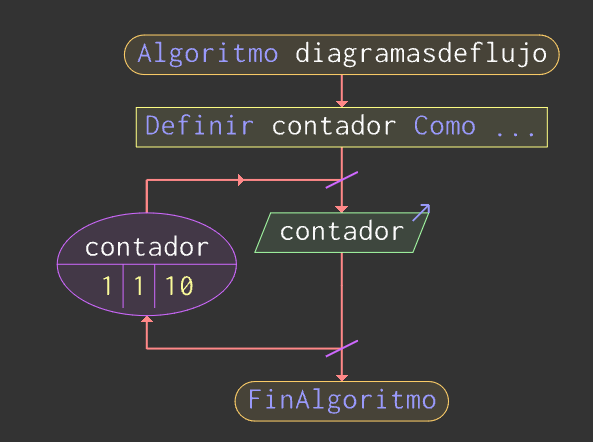 Algoritmo diagramasdeflujo
Definir contador Como ...
contador
contador
1 1 10
FinAlgoritmo